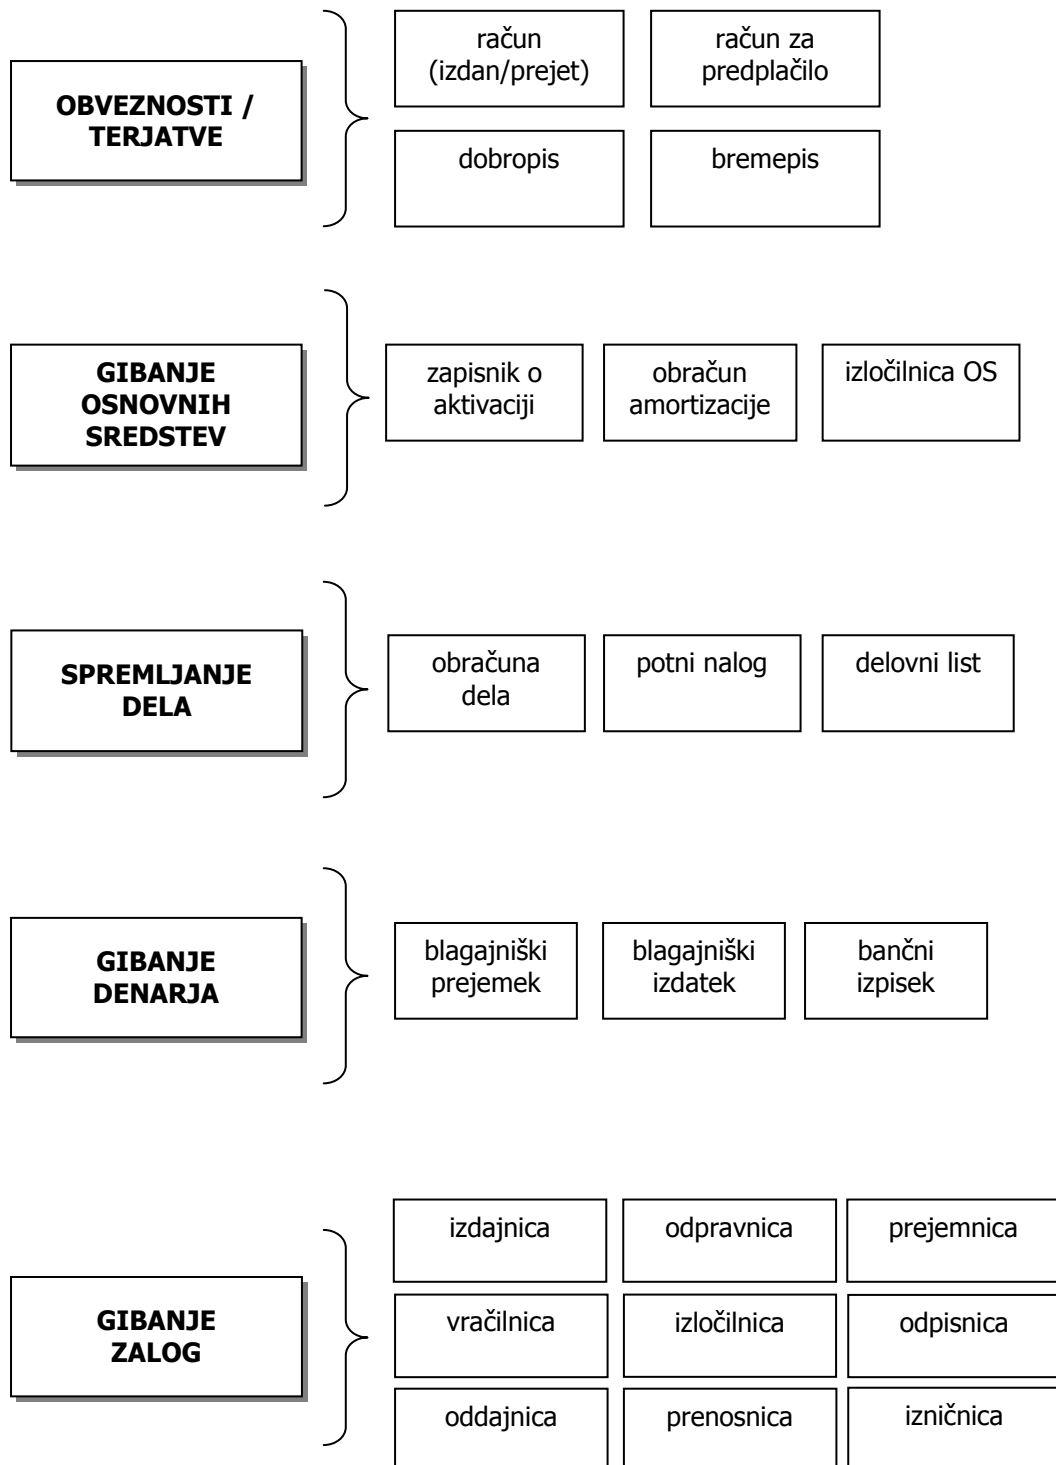 OBVEZNOSTI /
TERJATVE
račun
(izdan/prejet)
račun za
predplačilo
dobropis
bremepis
GIBANJE
OSNOVNIH
SREDSTEV
zapisnik o
aktivaciji
obračun
amortizacije
izločilnica OS
SPREMLJANJE
DELA
obračuna
dela
potni nalog
delovni list
GIBANJE
DENARJA
blagajniški
prejemek
blagajniški
izdatek
bančni
izpisek
GIBANJE
ZALOG
izdajnica
odpravnica
prejemnica
vračilnica
izločilnica
odpisnica
oddajnica
prenosnica
izničnica